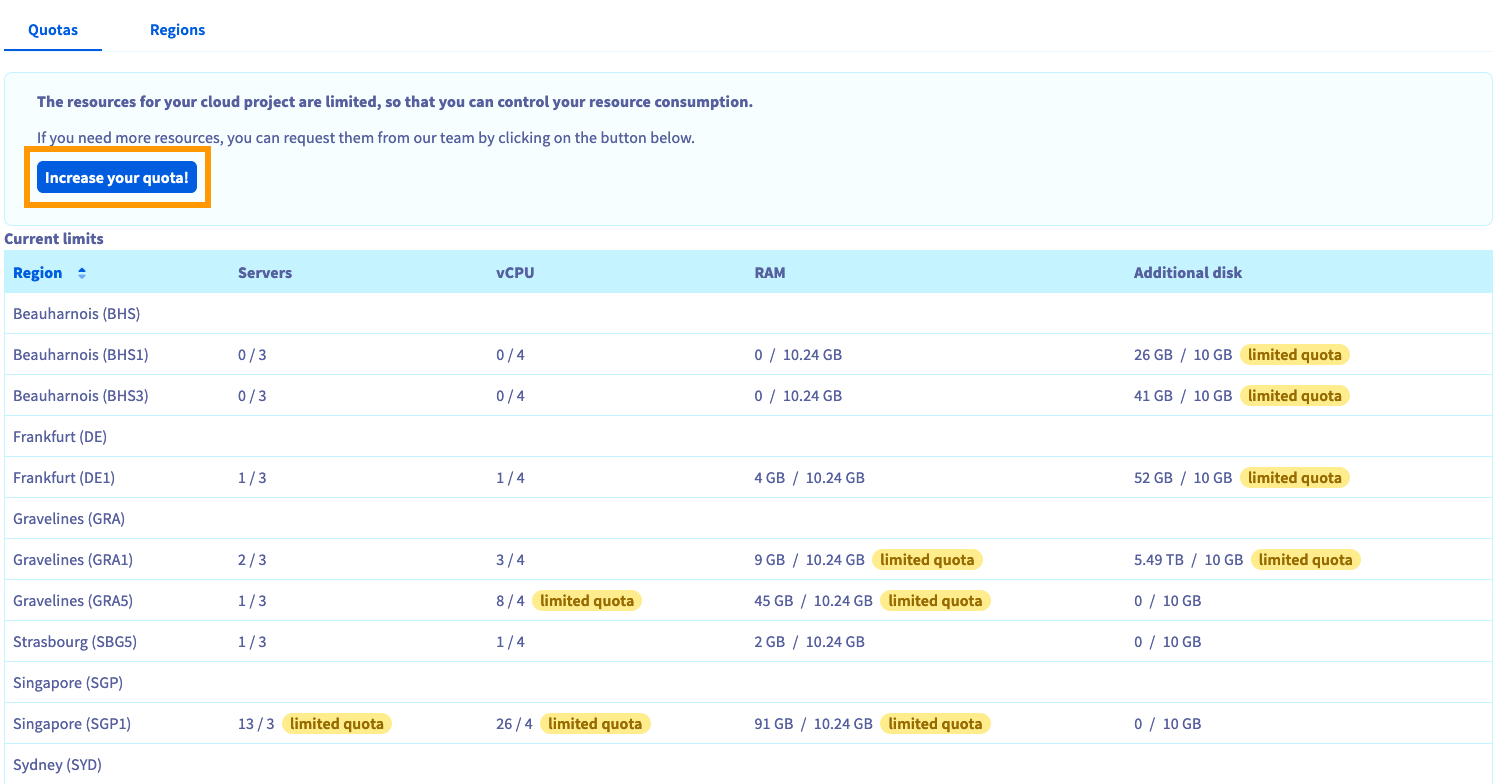 Quotas Regions
The resources for your cloud project are limited, so that you can control your resource consumption.
If you need more resources, you can request them from our team by clicking on the button below.
Increase your quota!
Current limits
Region Servers vCPU RAM Additional disk
Beauharnois (BHS)
Beauharnois (BHS1) 0 / 3 0 / 4 0 / 10.24 GB 26 GB / 10 GB limited quota
Beauharnois (BHS3) 0 / 3 0 / 4 0 / 10.24 GB 41 GB / 10 GB limited quota
Frankfurt (DE)
Frankfurt (DE1) 1 / 3 1 / 4 4 GB / 10.24 GB 52 GB / 10 GB limited quota
Gravelines (GRA)
Gravelines (GRA1) 2 / 3 3 / 4 9 GB / 10.24 GB limited quota 5.49 TB / 10 GB limited quota
Gravelines (GRA5) 1 / 3 8 / 4 limited quota 45 GB / 10.24 GB limited quota 0 / 10 GB
Strasbourg (SBG5) 1 / 3 1 / 4 2 GB / 10.24 GB 0 / 10 GB
Singapore (SGP)
Singapore (SGP1) 13 / 3 limited quota 26 / 4 limited quota 91 GB / 10.24 GB limited quota 0 / 10 GB
Sydney (SYD)